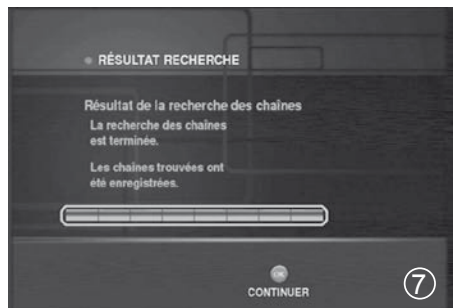 RÉSULTAT RECHERCHE
Résultat de la recherche des chaînes
La recherche des chaînes
est terminée.
Les chaînes trouvées ont
été enregistrées.
OK
CONTINUER
⑦